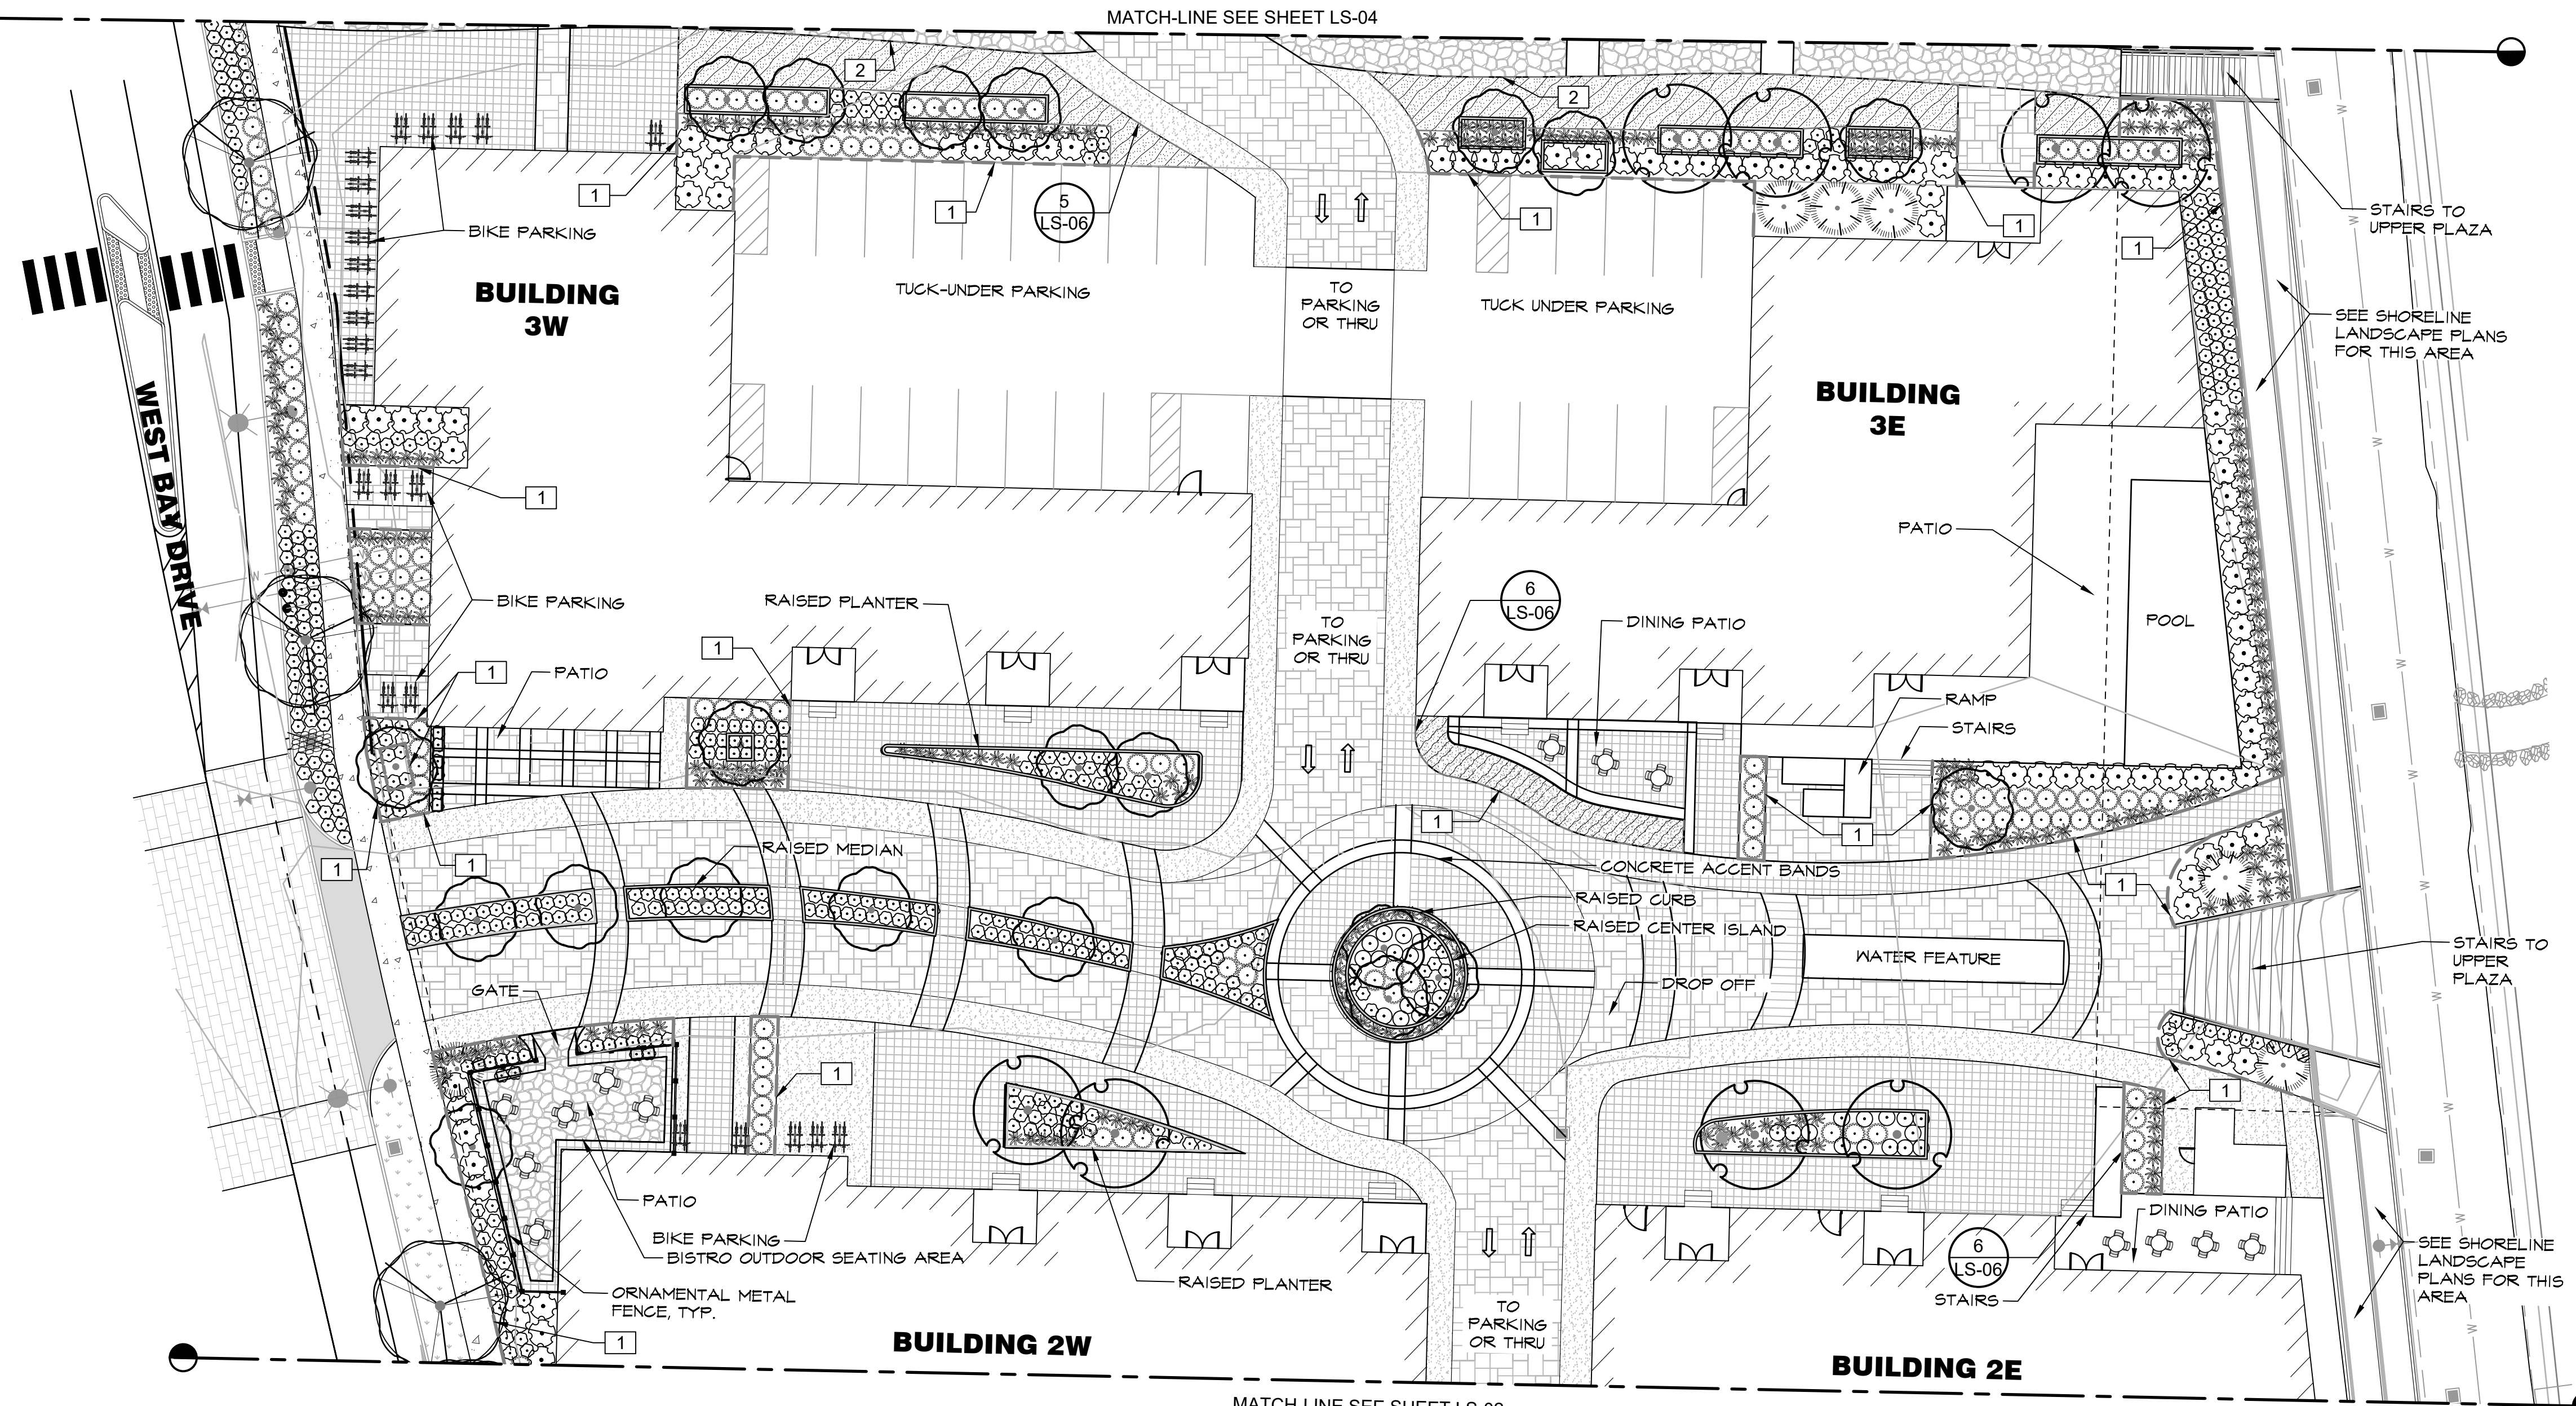 MATCH-LINE SEE SHEET LS-04
2
2
1
1
5
LS-06
1
1
1
STAIRS TO
UPPER PLAZA
BIKE PARKING
BUILDING
3W
TUCK-UNDER PARKING
TO
PARKING
OR THRU
TUCK UNDER PARKING
SEE SHORELINE
LANDSCAPE PLANS
FOR THIS AREA
BUILDING
3E
WEST BAY DRIVE
1
PATIO
POOL
BIKE PARKING
RAISED PLANTER
TO
PARKING
OR THRU
6
LS-06
DINING PATIO
1
1
PATIO
RAMP
STAIRS
1
1
1
1
RAISED MEDIAN
CONCRETE ACCENT BANDS
1
RAISED CURB
RAISED CENTER ISLAND
WATER FEATURE
DROP OFF
STAIRS TO
UPPER
PLAZA
GATE
1
1
PATIO
BIKE PARKING
BISTRO OUTDOOR SEATING AREA
RAISED PLANTER
ORNAMENTAL METAL
FENCE, TYP.
1
DINING PATIO
6
LS-06
STAIRS
SEE SHORELINE
LANDSCAPE
PLANS FOR THIS
AREA
TO
PARKING
OR THRU
BUILDING 2W
BUILDING 2E
W
W
W
W
W
W
W
W
W
W
W
W
MATCH-LINE SEE SHEET